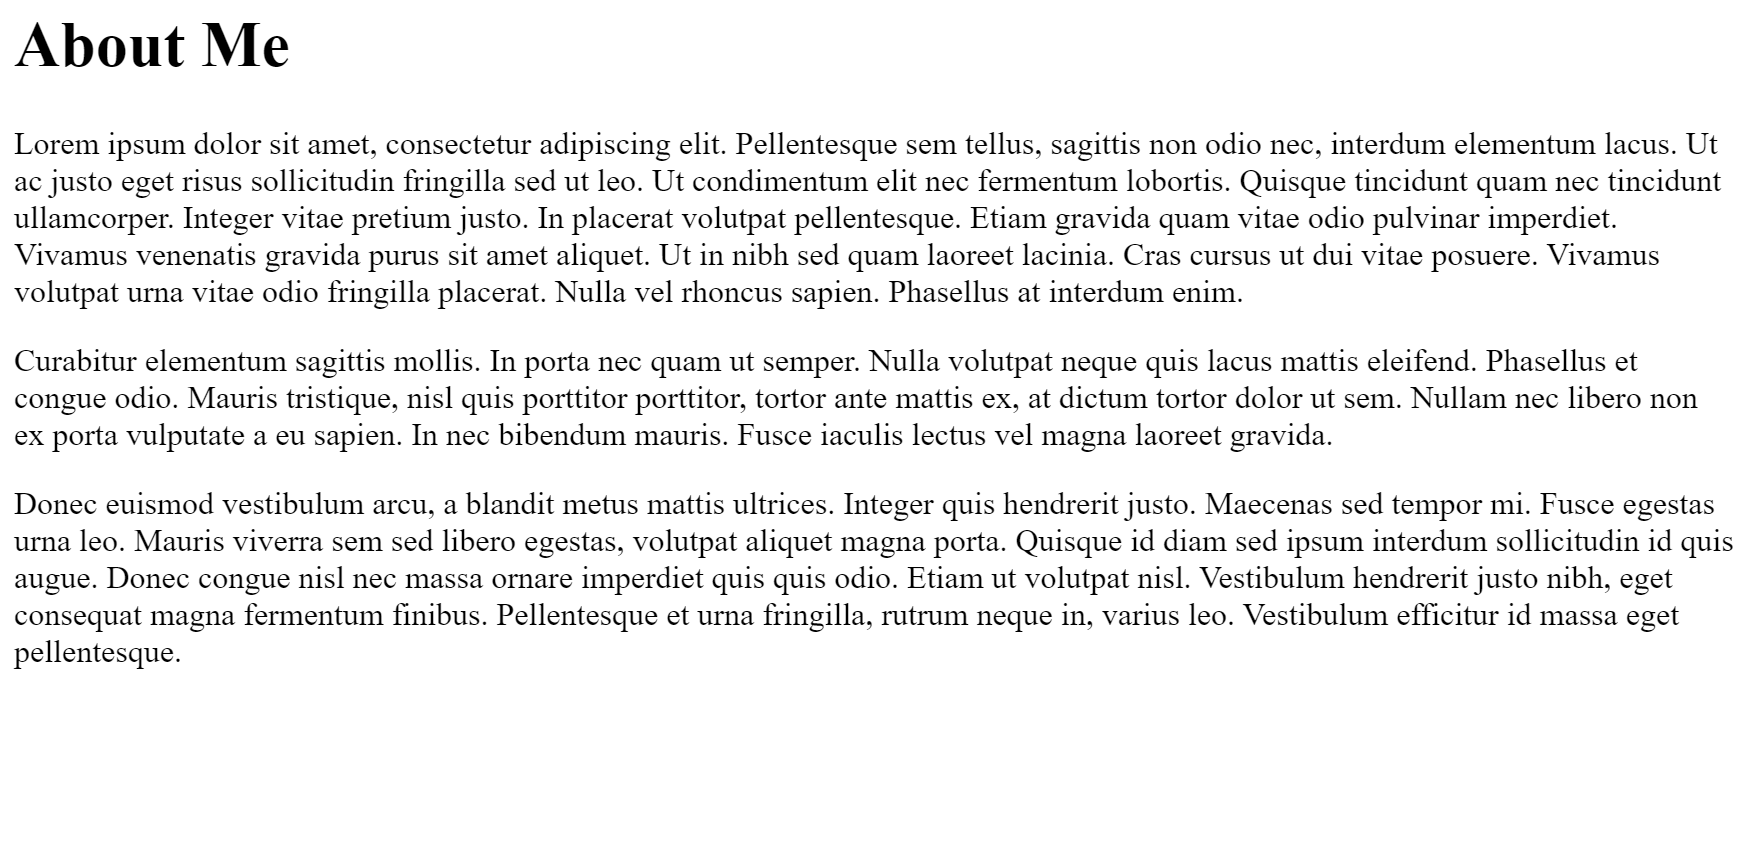 About Me
Lorem ipsum dolor sit amet, consectetur adipiscing elit. Pellentesque sem tellus, sagittis non odio nec, interdum elementum lacus. Ut
ac justo eget risus sollicitudin fringilla sed ut leo. Ut condimentum elit nec fermentum lobortis. Quisque tincidunt quam nec tincidunt
ullamcorper. Integer vitae pretium justo. In placerat volutpat pellentesque. Etiam gravida quam vitae odio pulvinar imperdiet.
Vivamus venenatis gravida purus sit amet aliquet. Ut in nibh sed quam laoreet lacinia. Cras cursus ut dui vitae posuere. Vivamus
volutpat urna vitae odio fringilla placerat. Nulla vel rhoncus sapien. Phasellus at interdum enim.
Curabitur elementum sagittis mollis. In porta nec quam ut semper. Nulla volutpat neque quis lacus mattis eleifend. Phasellus et
congue odio. Mauris tristique, nisl quis porttitor porttitor, tortor ante mattis ex, at dictum tortor dolor ut sem. Nullam nec libero non
ex porta vulputate a eu sapien. In nec bibendum mauris. Fusce iaculis lectus vel magna laoreet gravida.
Donec euismod vestibulum arcu, a blandit metus mattis ultrices. Integer quis hendrerit justo. Maecenas sed tempor mi. Fusce egestas
urna leo. Mauris viverra sem sed libero egestas, volutpat aliquet magna porta. Quisque id diam sed ipsum interdum sollicitudin id quis
augue. Donec congue nisl nec massa ornare imperdiet quis quis odio. Etiam ut volutpat nisl. Vestibulum hendrerit justo nibh, eget
consequat magna fermentum finibus. Pellentesque et urna fringilla, rutrum neque in, varius leo. Vestibulum efficitur id massa eget
pellentesque.